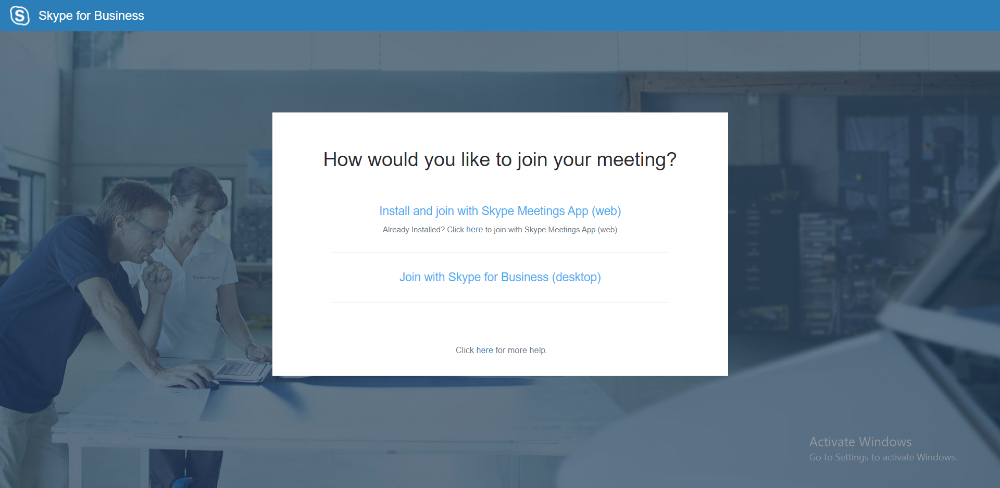 Skype for Business
How would you like to join your meeting?
Install and join with Skype Meetings App (web)
Already Installed? Click here to join with Skype Meetings App (web)
Join with Skype for Business (desktop)
Click here for more help.
SolarFlight
Activate Windows
Go to Settings to activate Windows.